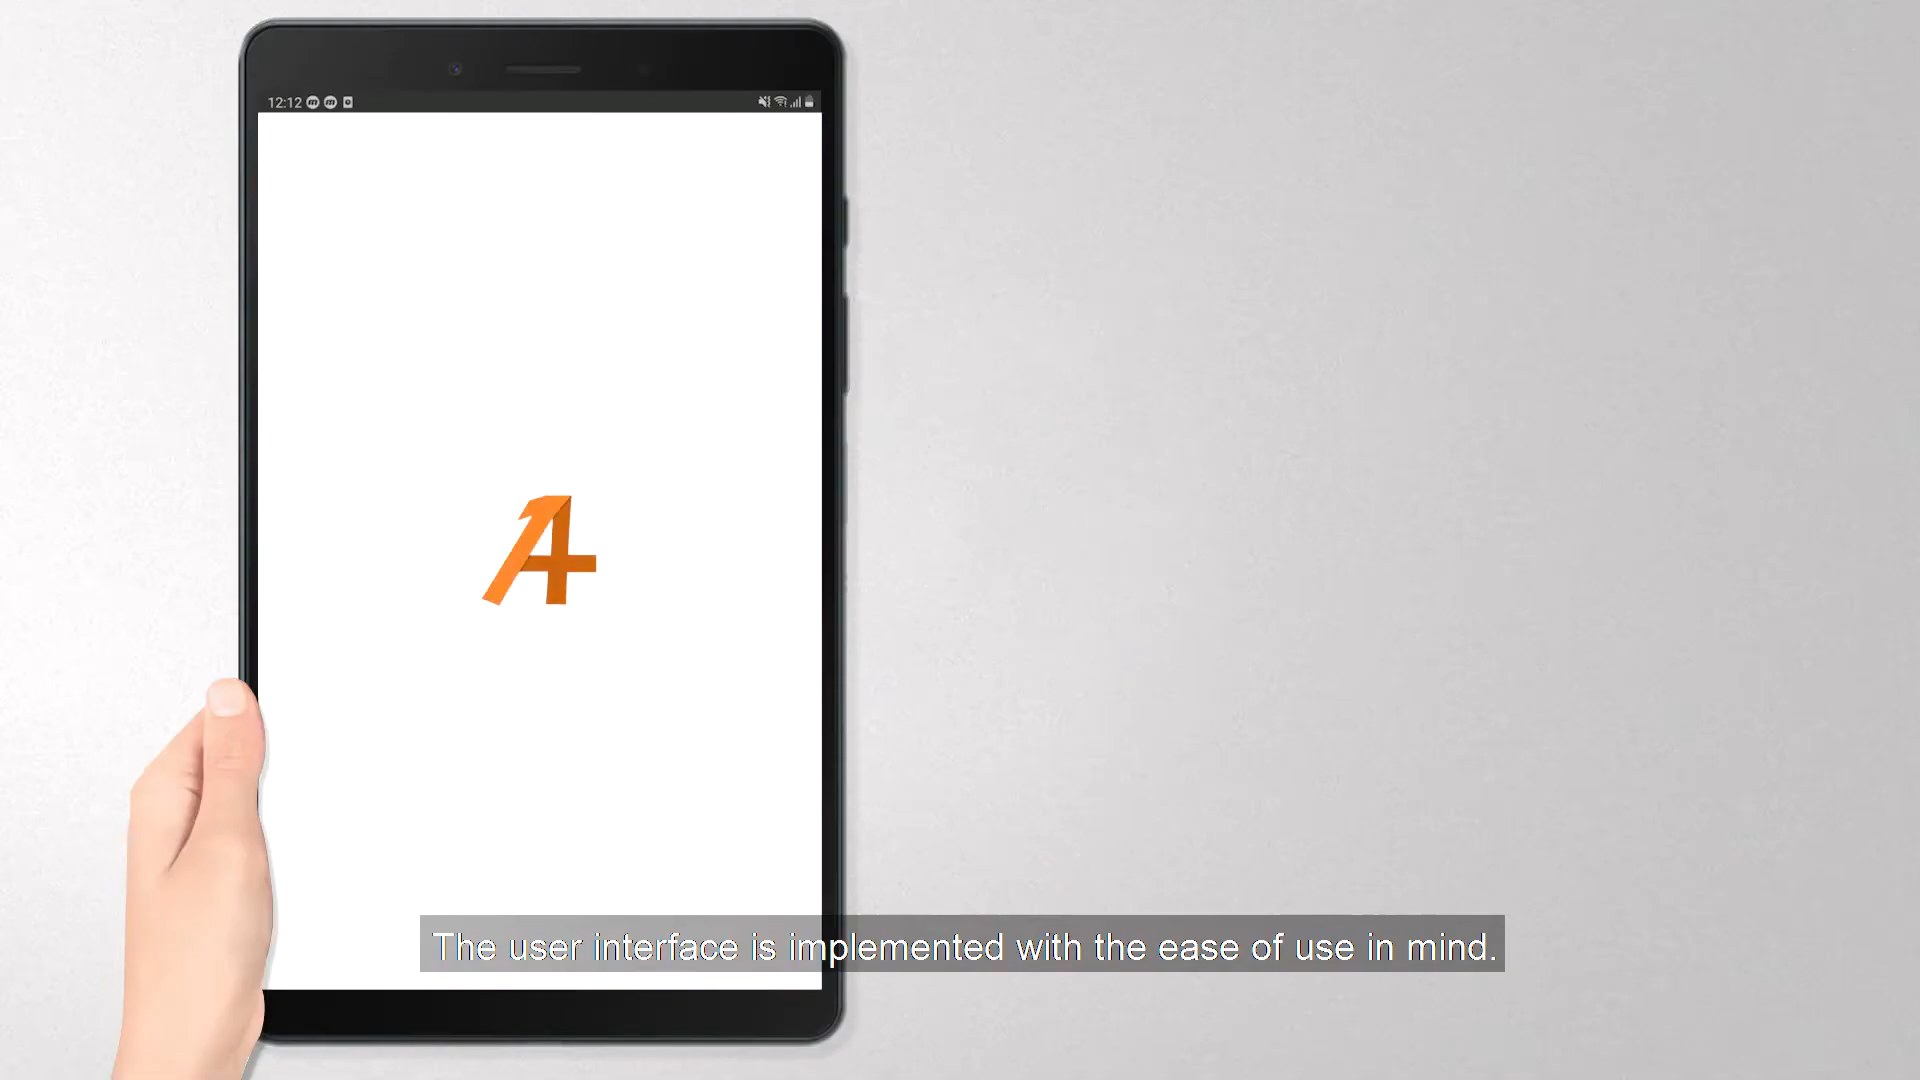 12:12
The user interface is implemented with the ease of use in mind.